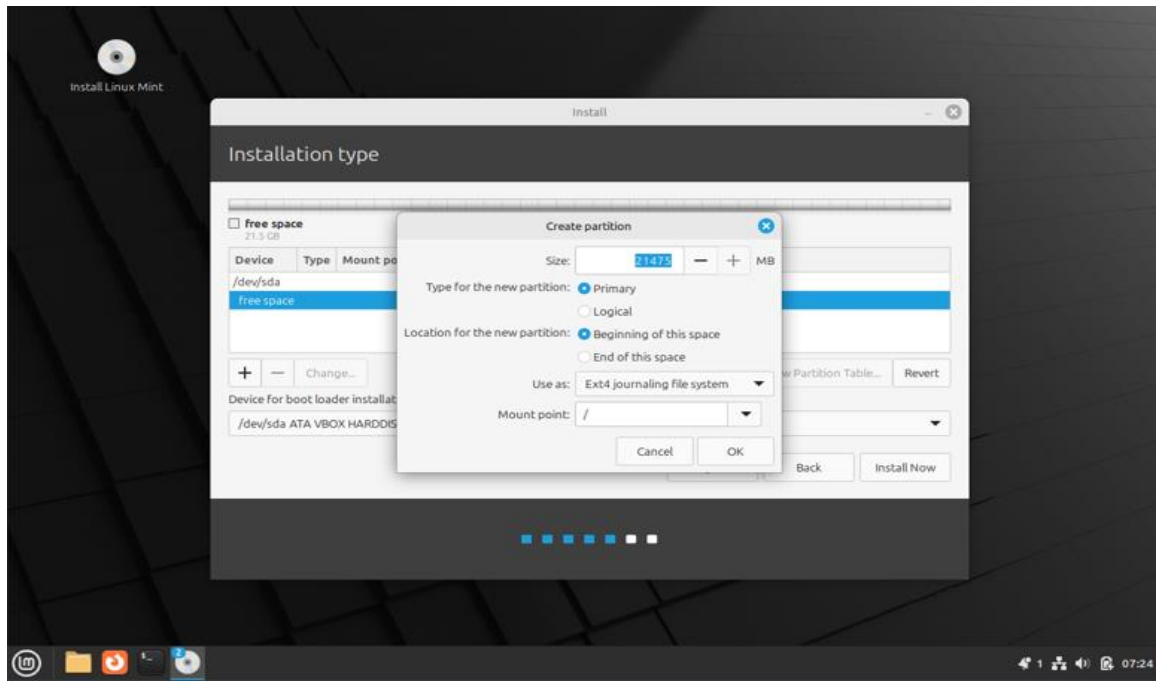 Install Linux Mint
Install
Installation type
free space
21.5 GB
Device Type Mount po
/dev/sda
free space
+ — Change...
w Partition Table... Revert
Device for boot loader installat
/dev/sda ATA VBOX HARDDIS
Back Install Now
Create partition
Size: 21475 — + MB
Type for the new partition: Primary
Logical
Location for the new partition: Beginning of this space
End of this space
Use as: Ext4 journaling file system
Mount point: /
Cancel OK
2
1 07:24